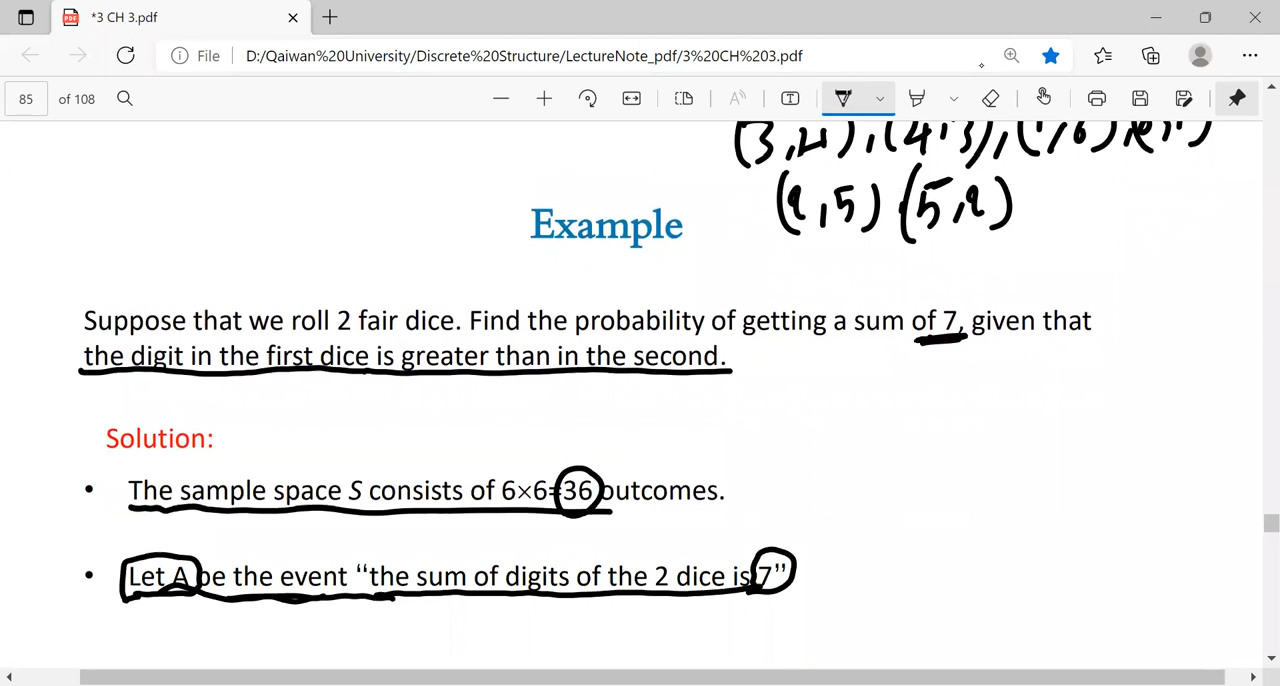 *3 CH 3.pdf
File D:/Qaiwan%20University/Discrete%20Structure/LectureNote_pdf/3%20CH%203.pdf
85 of 108
(3,4),(4,3),(1,6),(6,1)
(2,5) (5,2)
Example
Suppose that we roll 2 fair dice. Find the probability of getting a sum of 7, given that
the digit in the first dice is greater than in the second.
Solution:
• The sample space S consists of 6×6=36 outcomes.
• Let A be the event “the sum of digits of the 2 dice is 7”